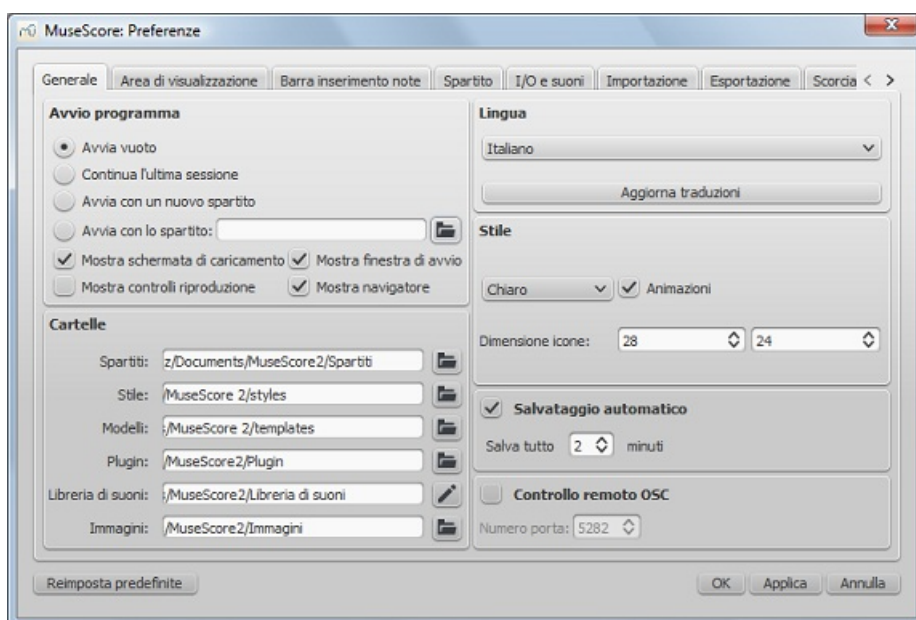 MuseScore: Preferenze
Generale Area di visualizzazione Barra inserimento note Spartito I/O e suoni Importazione Esportazione Scorcia
Avvio programma
Avvia vuoto
Continua l'ultima sessione
Avvia con un nuovo spartito
Avvia con lo spartito:
Mostra schermata di caricamento Mostra finestra di avvio
Mostra controlli riproduzione Mostra navigatore
Cartelle
Spartiti: z/Documents/MuseScore2/Spartiti
Stile: /MuseScore 2/styles
Modelli: /MuseScore 2/templates
Plugin: /MuseScore2/Plugin
Libreria di suoni: /MuseScore2/Libreria di suoni
Immagini: /MuseScore2/Immagini
Lingua
Italiano
Aggiorna traduzioni
Stile
Chiaro Animazioni
Dimensione icone: 28 24
Salvataggio automatico
Salva tutto 2 minuti
Controllo remoto OSC
Numero porta: 5282
Reimposta predefinite OK Applica Annulla